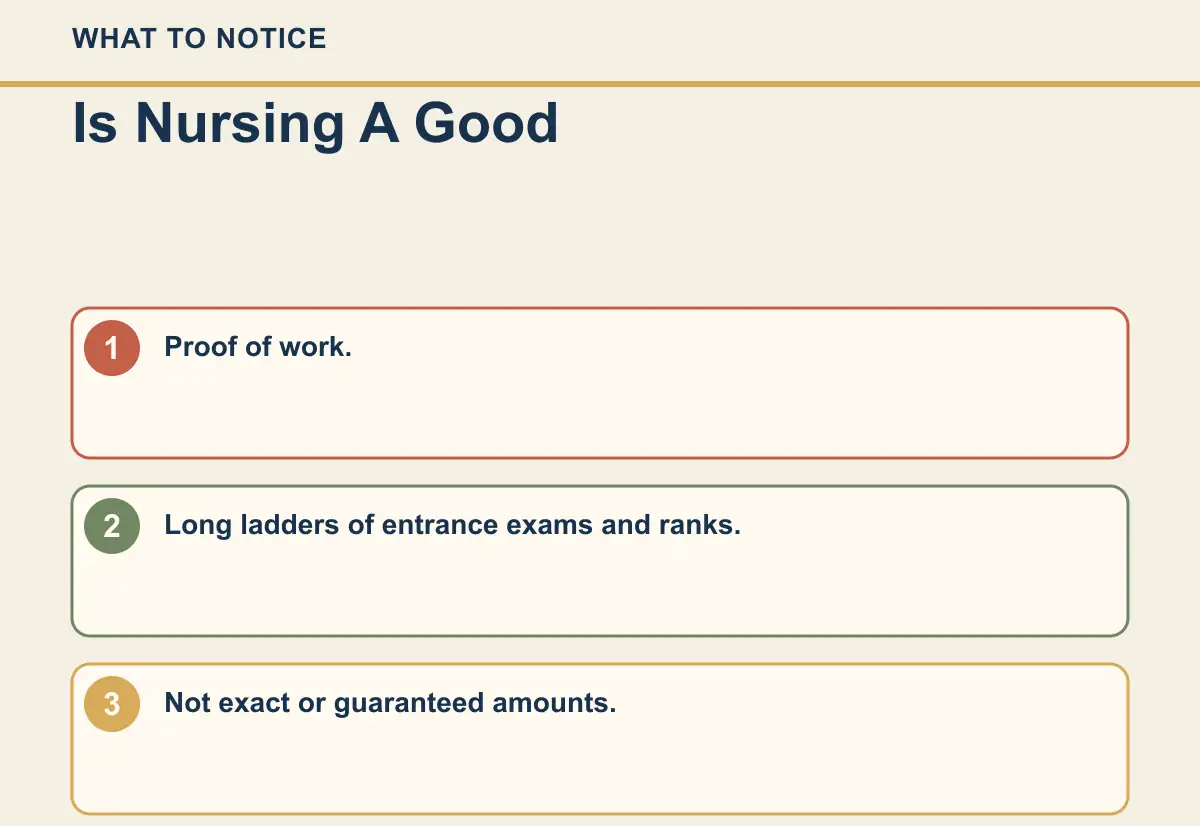 WHAT TO NOTICE
Is Nursing A Good
1 Proof of work.
2 Long ladders of entrance exams and ranks.
3 Not exact or guaranteed amounts.